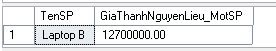 TenSP GiaThanhNguyenLieu_MotSP
1 Laptop B 12700000.00